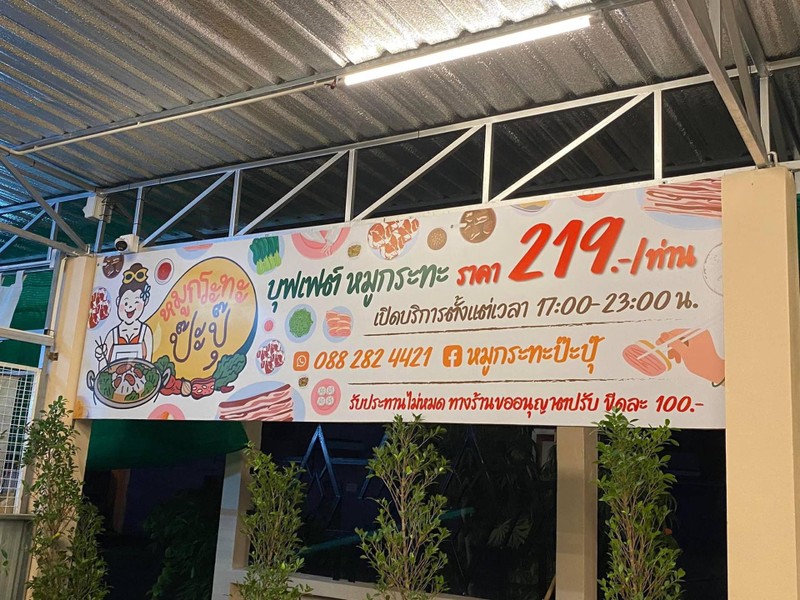 หมูกระทะ
ป๊ะปุ๊
บุฟเฟต์ หมูกระทะ ราคา 219.-/ท่าน
เปิดบริการตั้งแต่เวลา 17:00-23:00 น.
088 282 4421 หมูกระทะป๊ะปุ๊
รับประทานไม่หมด ทางร้านขออนุญาตปรับ ขีดละ 100.-